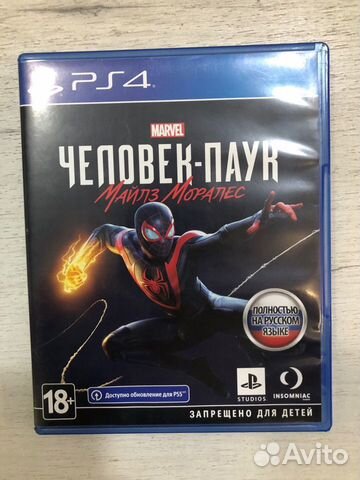 PS4
MARVEL
ЧЕЛОВЕК-ПАУК
МАЙЛЗ МОРАЛЕС
ПОЛНОСТЬЮ
НА РУССКОМ
ЯЗЫКЕ
18+
Доступно обновление для PS5
STUDIOS
INSOMNIAC
ЗАПРЕЩЕНО ДЛЯ ДЕТЕЙ
Avito